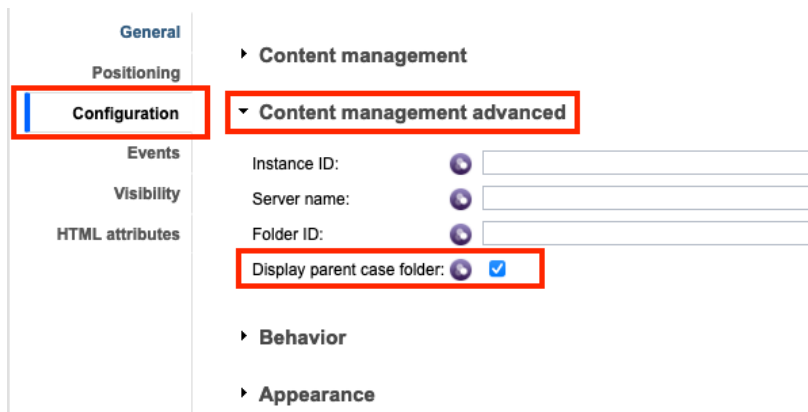 General
Positioning
Configuration
Events
Visibility
HTML attributes
Content management
Content management advanced
Instance ID:
Server name:
Folder ID:
Display parent case folder:
Behavior
Appearance